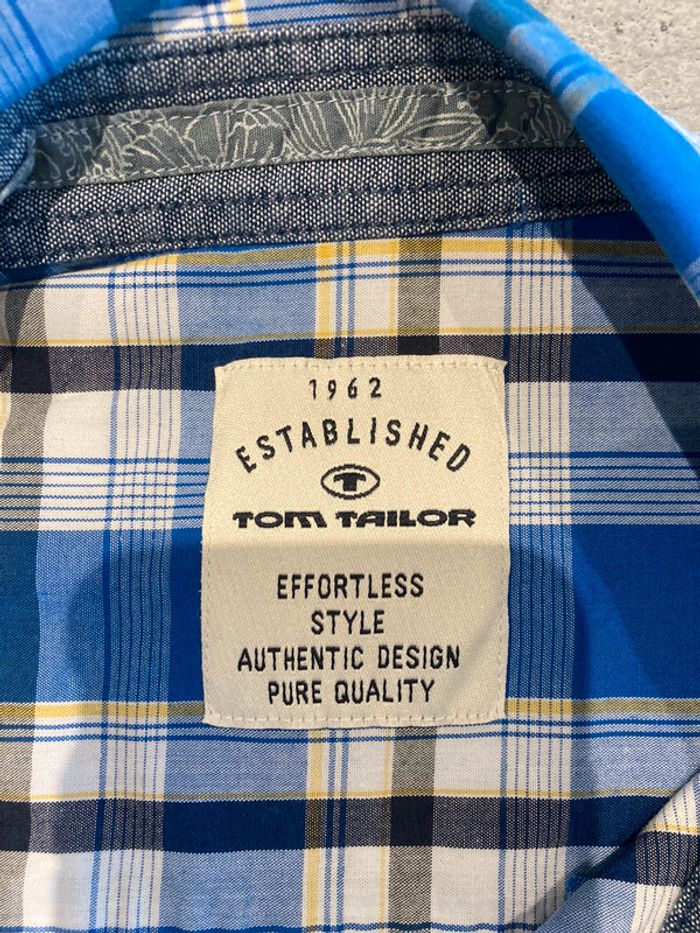 1962
ESTABLISHED
T
TOM TAILOR
EFFORTLESS
STYLE
AUTHENTIC DESIGN
PURE QUALITY